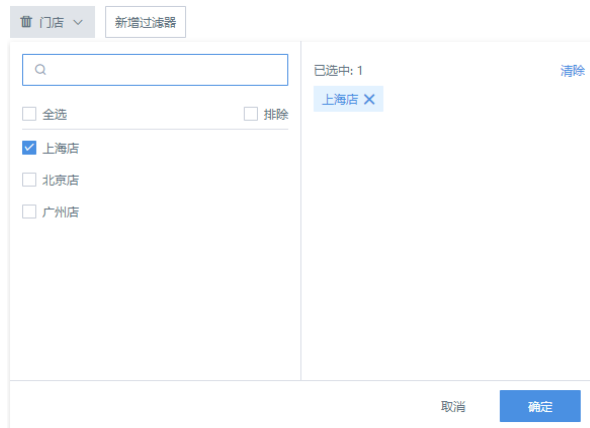 门店 新增过滤器
已选中: 1 清除
全选 排除
上海店
上海店
北京店
广州店
取消 确定